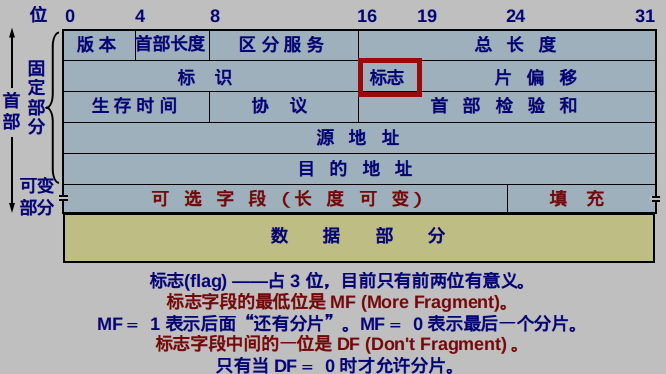 位 0 4 8 16 19 24 31
版本 首部长度 区分服务 总长度
标识 标志 片偏移
生存时间 协议 首部检验和
源地址
目的地址
可选字段（长度可变） 填充
数据部分
首部
固定部分
可变部分
标志(flag) ——占 3 位，目前只有前两位有意义。
标志字段的最低位是 MF (More Fragment)。
MF = 1 表示后面“还有分片”。MF = 0 表示最后一个分片。
标志字段中间的一位是 DF (Don't Fragment) 。
只有当 DF = 0 时才允许分片。